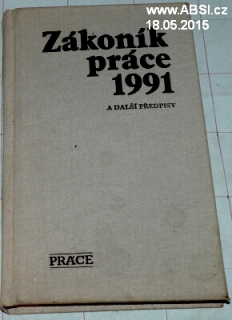 www.ABSI.cz
18.05.2015
Zákoník
práce
1991
A DALŠÍ PŘEDPISY
PRÁCE